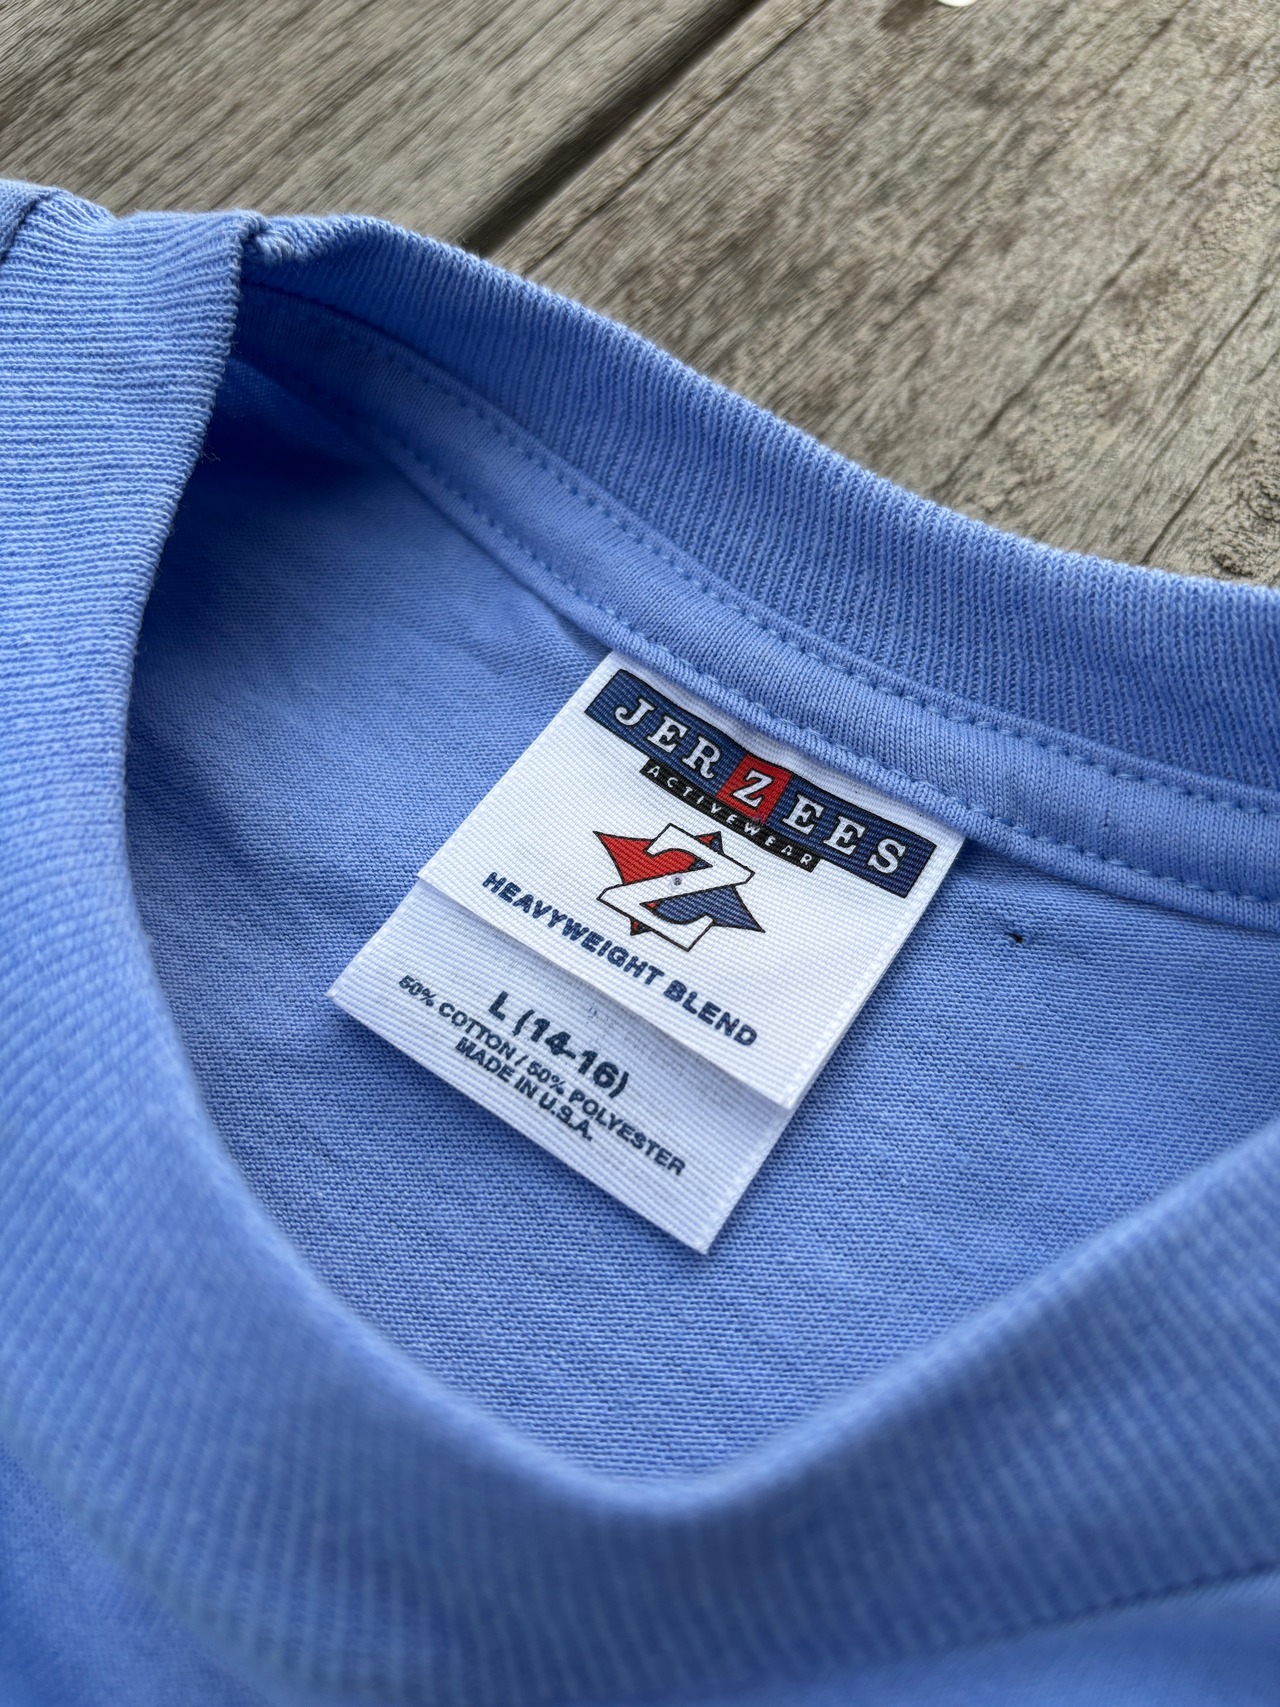 JERZEES
ACTIVEWEAR
Z
®
HEAVYWEIGHT BLEND
L (14-16)
50% COTTON / 50% POLYESTER
MADE IN U.S.A.